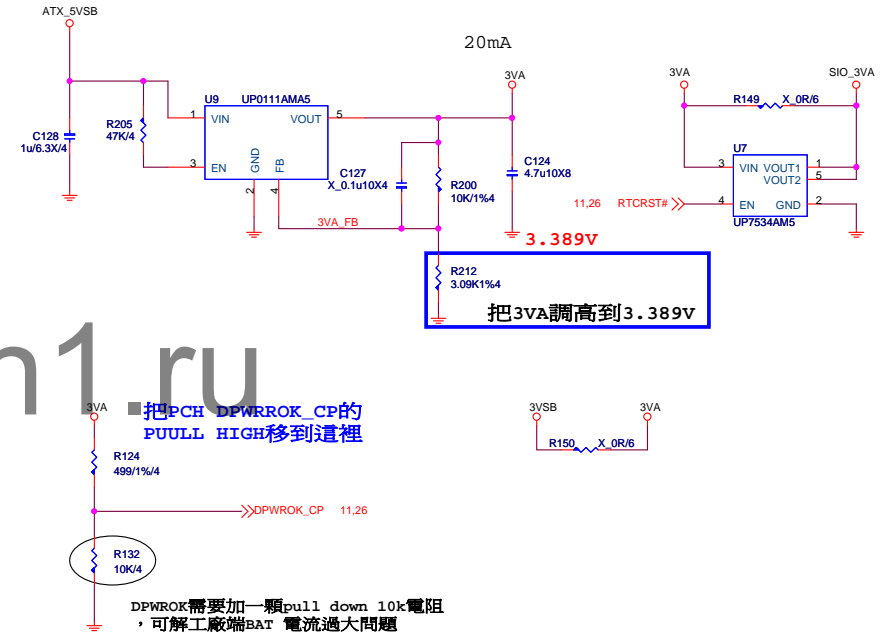 ATX_5VSB
20mA
3VA
3VA
SIO_3VA
R149 X_0R/6
U9 UP0111AMA5
1 VIN VOUT 5
3 EN GND FB
2 4
C128
1u/6.3X/4
R205
47K/4
C127
X_0.1u10X4
R200
10K/1%4
C124
4.7u10X8
U7
3 VIN VOUT1 1
VOUT2 5
4 EN GND 2
UP7534AM5
11,26 RTCRST#
3VA_FB
3.389V
R212
3.09K1%4
把3VA調高到3.389V
n1.ru
3VA
把PCH DPWRROK_CP的
PUULL HIGH移到這裡
R124
499/1%/4
DPWROK_CP 11,26
R132
10K/4
3VSB
3VA
R150 X_0R/6
DPWROK需要加一顆pull down 10k電阻
，可解工廠端BAT 電流過大問題